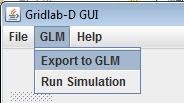 Gridlab-D GUI
File GLM Help
Export to GLM
Run Simulation